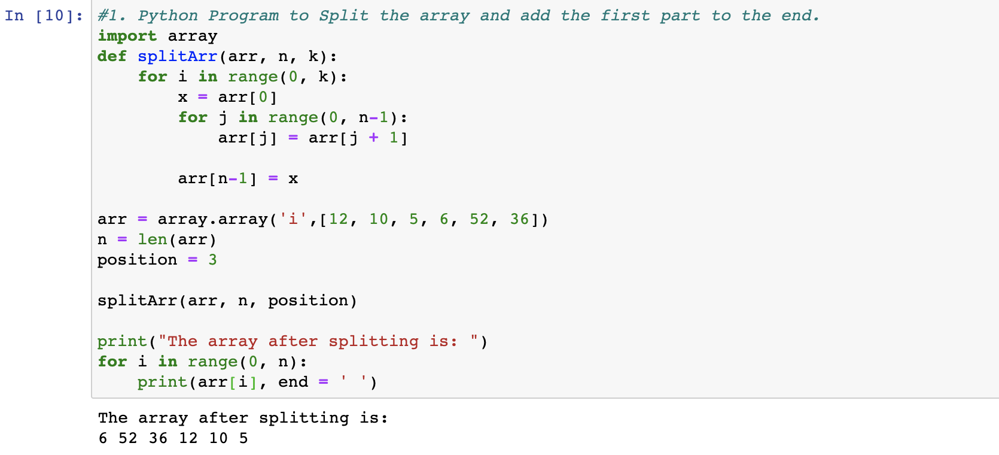 In [10]: #1. Python Program to Split the array and add the first part to the end.
import array
def splitArr(arr, n, k):
    for i in range(0, k):
        x = arr[0]
        for j in range(0, n-1):
            arr[j] = arr[j + 1]

        arr[n-1] = x

arr = array.array('i',[12, 10, 5, 6, 52, 36])
n = len(arr)
position = 3

splitArr(arr, n, position)

print("The array after splitting is: ")
for i in range(0, n):
    print(arr[i], end = ' ')
The array after splitting is:
6 52 36 12 10 5